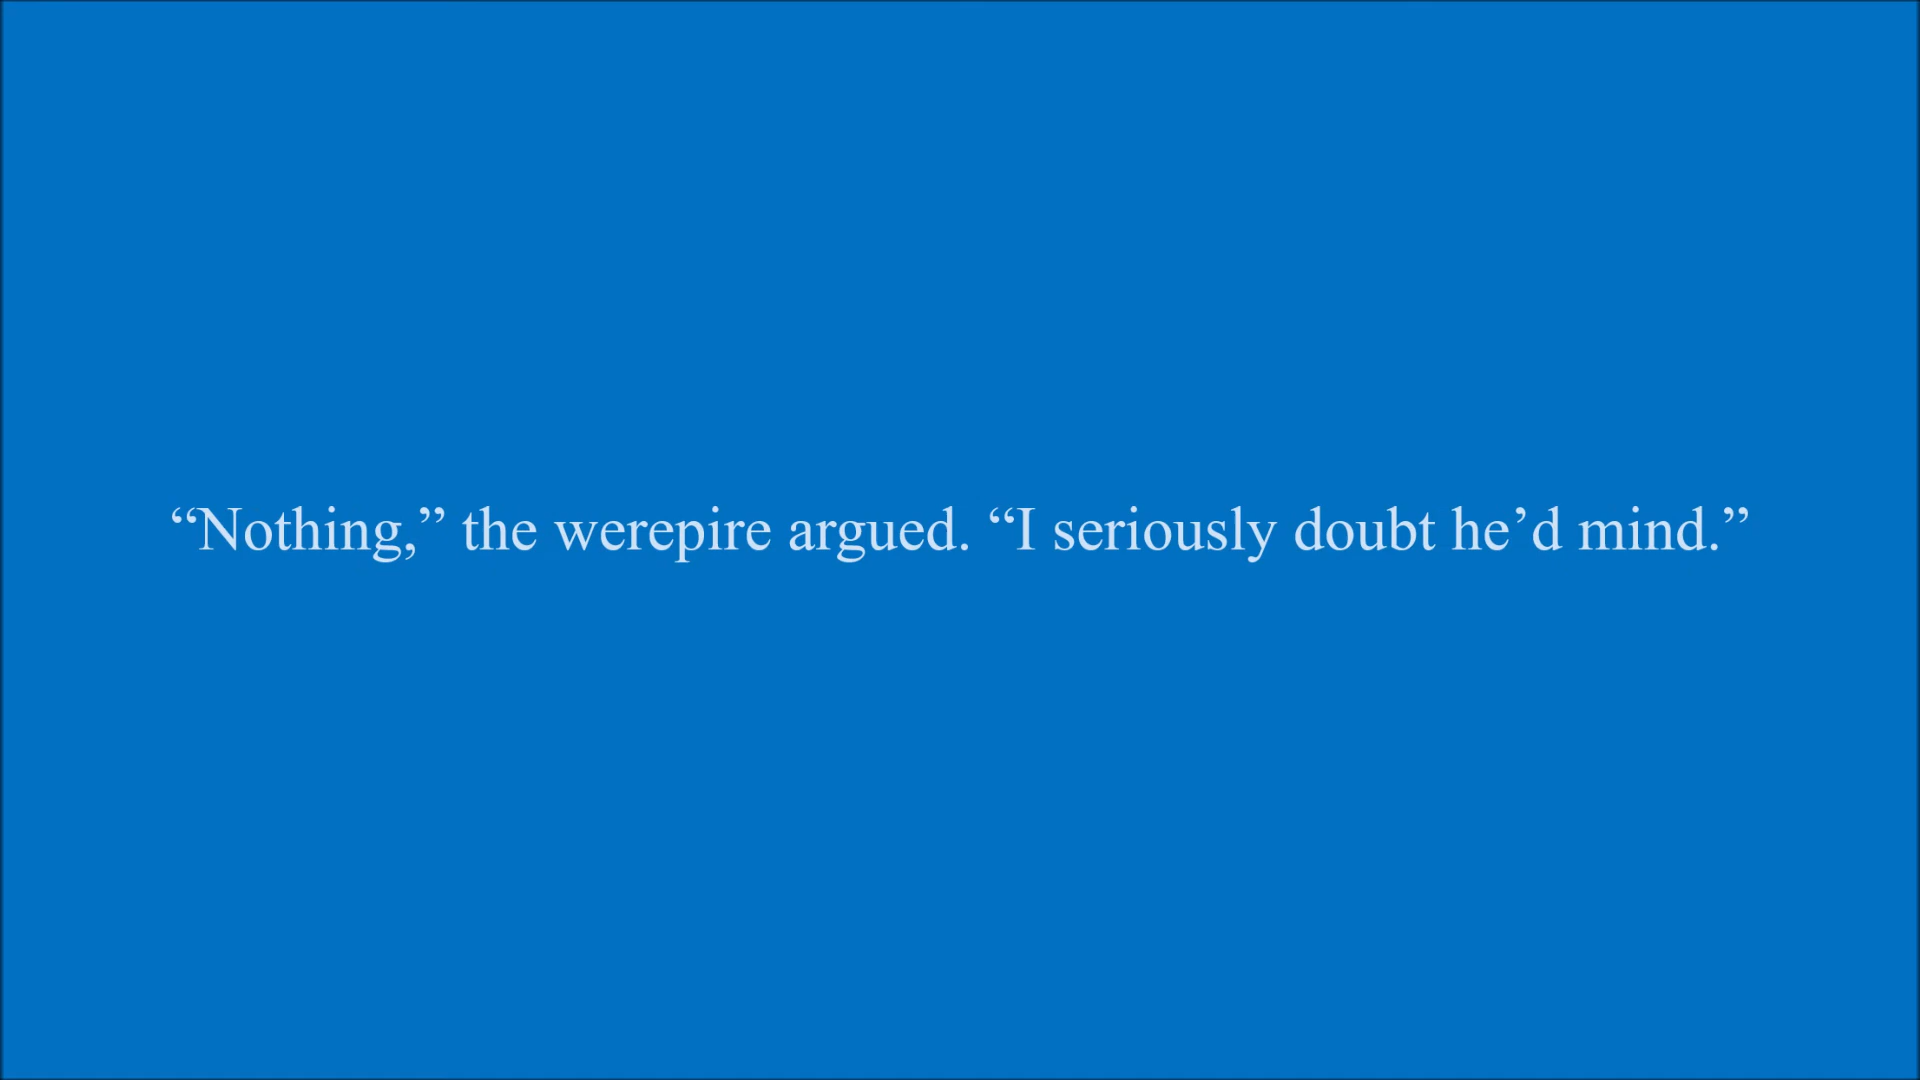 “Nothing,” the werepire argued. “I seriously doubt he’d mind.”